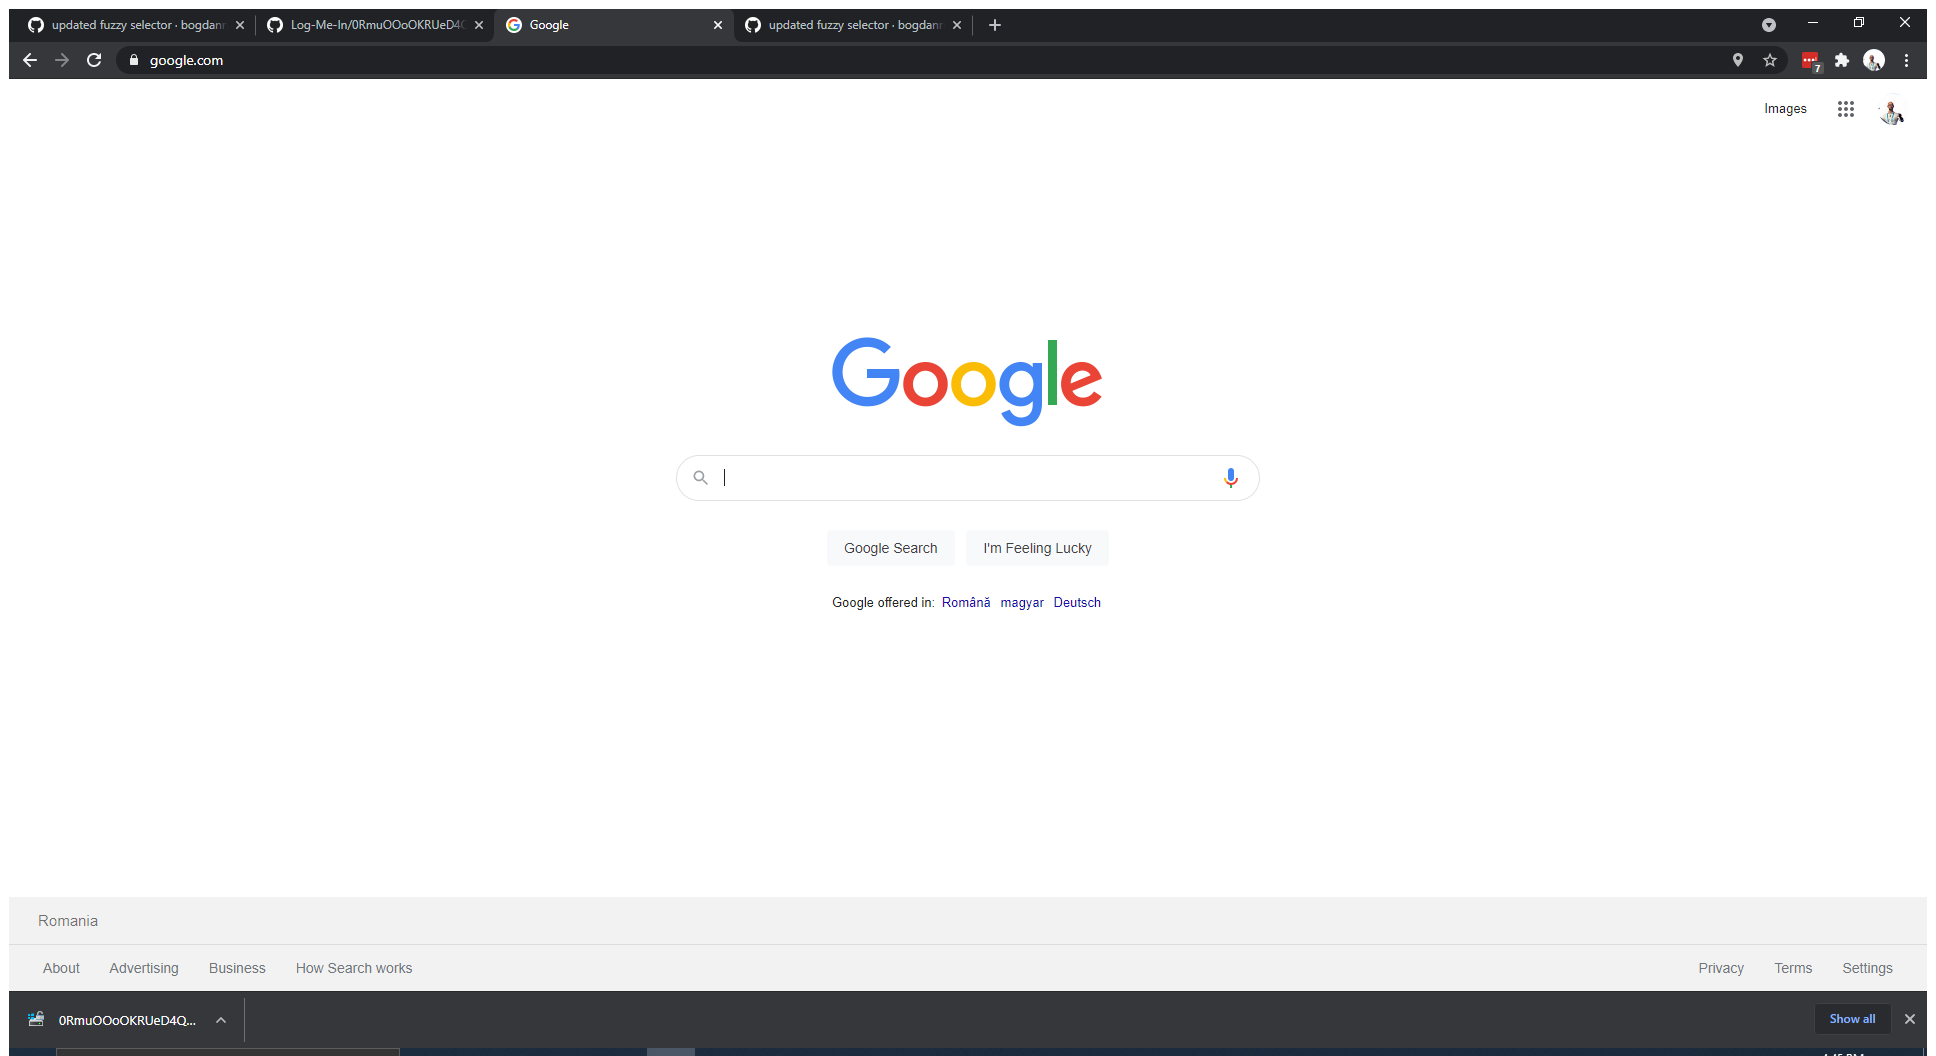 updated fuzzy selector · bogdan
Log-Me-In/0RmuOOoOKRUeD4
Google
updated fuzzy selector · bogdan
google.com
7
Images
Google
Google Search
I'm Feeling Lucky
Google offered in: Română magyar Deutsch
Romania
About Advertising Business How Search works
Privacy Terms Settings
0RmuOOoOKRUeD4Q...
Show all